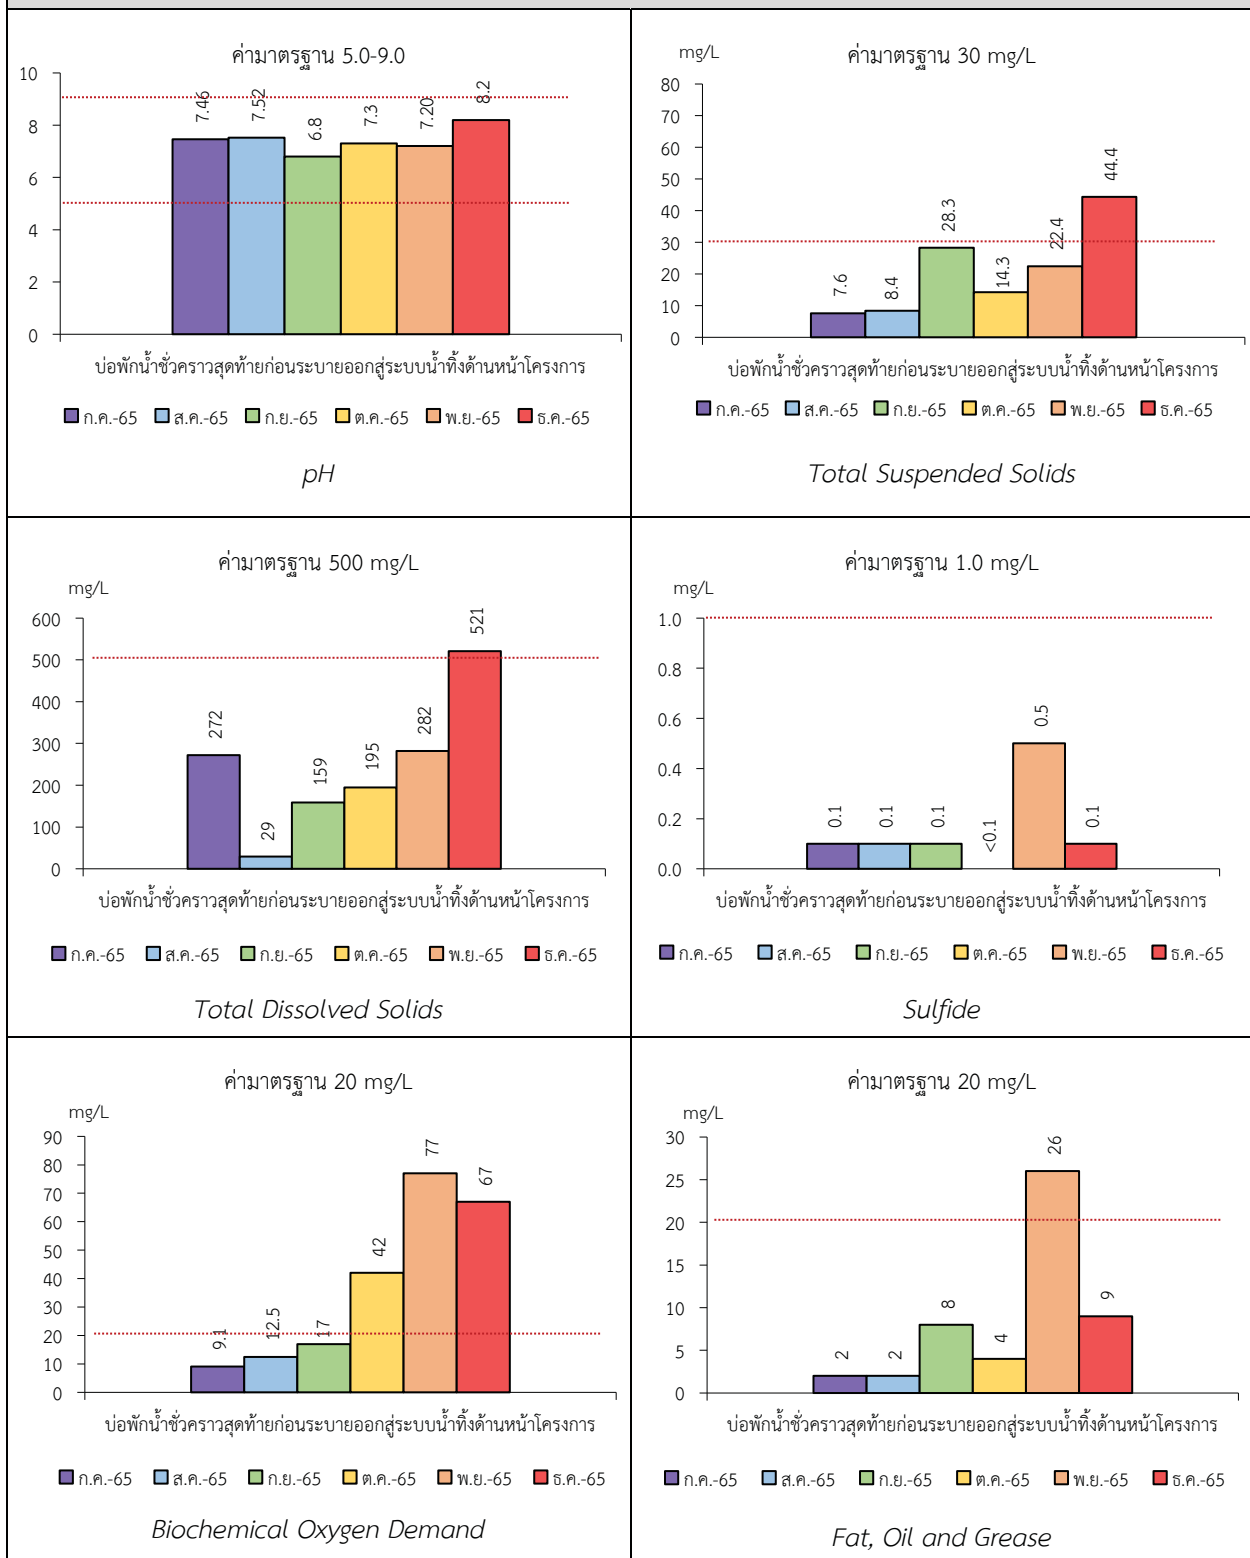 ค่ามาตรฐาน 5.0-9.0
10
8
6
4
2
0
7.46
7.52
6.8
7.3
7.20
8.2
บ่อพักน้ำชั่วคราวสุดท้ายก่อนระบายออกสู่ระบบน้ำทิ้งด้านหน้าโครงการ
ก.ค.-65 ส.ค.-65 ก.ย.-65 ต.ค.-65 พ.ย.-65 ธ.ค.-65
pH
mg/L
ค่ามาตรฐาน 30 mg/L
80
70
60
50
40
30
20
10
0
7.6
8.4
28.3
14.3
22.4
44.4
บ่อพักน้ำชั่วคราวสุดท้ายก่อนระบายออกสู่ระบบน้ำทิ้งด้านหน้าโครงการ
ก.ค.-65 ส.ค.-65 ก.ย.-65 ต.ค.-65 พ.ย.-65 ธ.ค.-65
Total Suspended Solids
ค่ามาตรฐาน 500 mg/L
mg/L
600
500
400
300
200
100
0
272
29
159
195
282
521
บ่อพักน้ำชั่วคราวสุดท้ายก่อนระบายออกสู่ระบบน้ำทิ้งด้านหน้าโครงการ
ก.ค.-65 ส.ค.-65 ก.ย.-65 ต.ค.-65 พ.ย.-65 ธ.ค.-65
Total Dissolved Solids
ค่ามาตรฐาน 1.0 mg/L
mg/L
1.0
0.8
0.6
0.4
0.2
0.0
0.1
0.1
0.1
<0.1
0.5
0.1
บ่อพักน้ำชั่วคราวสุดท้ายก่อนระบายออกสู่ระบบน้ำทิ้งด้านหน้าโครงการ
ก.ค.-65 ส.ค.-65 ก.ย.-65 ต.ค.-65 พ.ย.-65 ธ.ค.-65
Sulfide
ค่ามาตรฐาน 20 mg/L
mg/L
90
80
70
60
50
40
30
20
10
0
9.1
12.5
17
42
77
67
บ่อพักน้ำชั่วคราวสุดท้ายก่อนระบายออกสู่ระบบน้ำทิ้งด้านหน้าโครงการ
ก.ค.-65 ส.ค.-65 ก.ย.-65 ต.ค.-65 พ.ย.-65 ธ.ค.-65
Biochemical Oxygen Demand
ค่ามาตรฐาน 20 mg/L
mg/L
30
25
20
15
10
5
0
2
2
8
4
26
9
บ่อพักน้ำชั่วคราวสุดท้ายก่อนระบายออกสู่ระบบน้ำทิ้งด้านหน้าโครงการ
ก.ค.-65 ส.ค.-65 ก.ย.-65 ต.ค.-65 พ.ย.-65 ธ.ค.-65
Fat, Oil and Grease